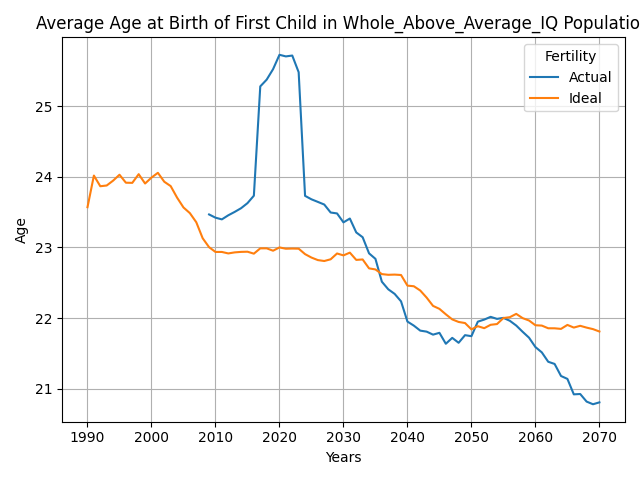 Average Age at Birth of First Child in Whole_Above_Average_IQ Populatio
Fertility
Actual
Ideal
Age
25
24
23
22
21
1990 2000 2010 2020 2030 2040 2050 2060 2070
Years